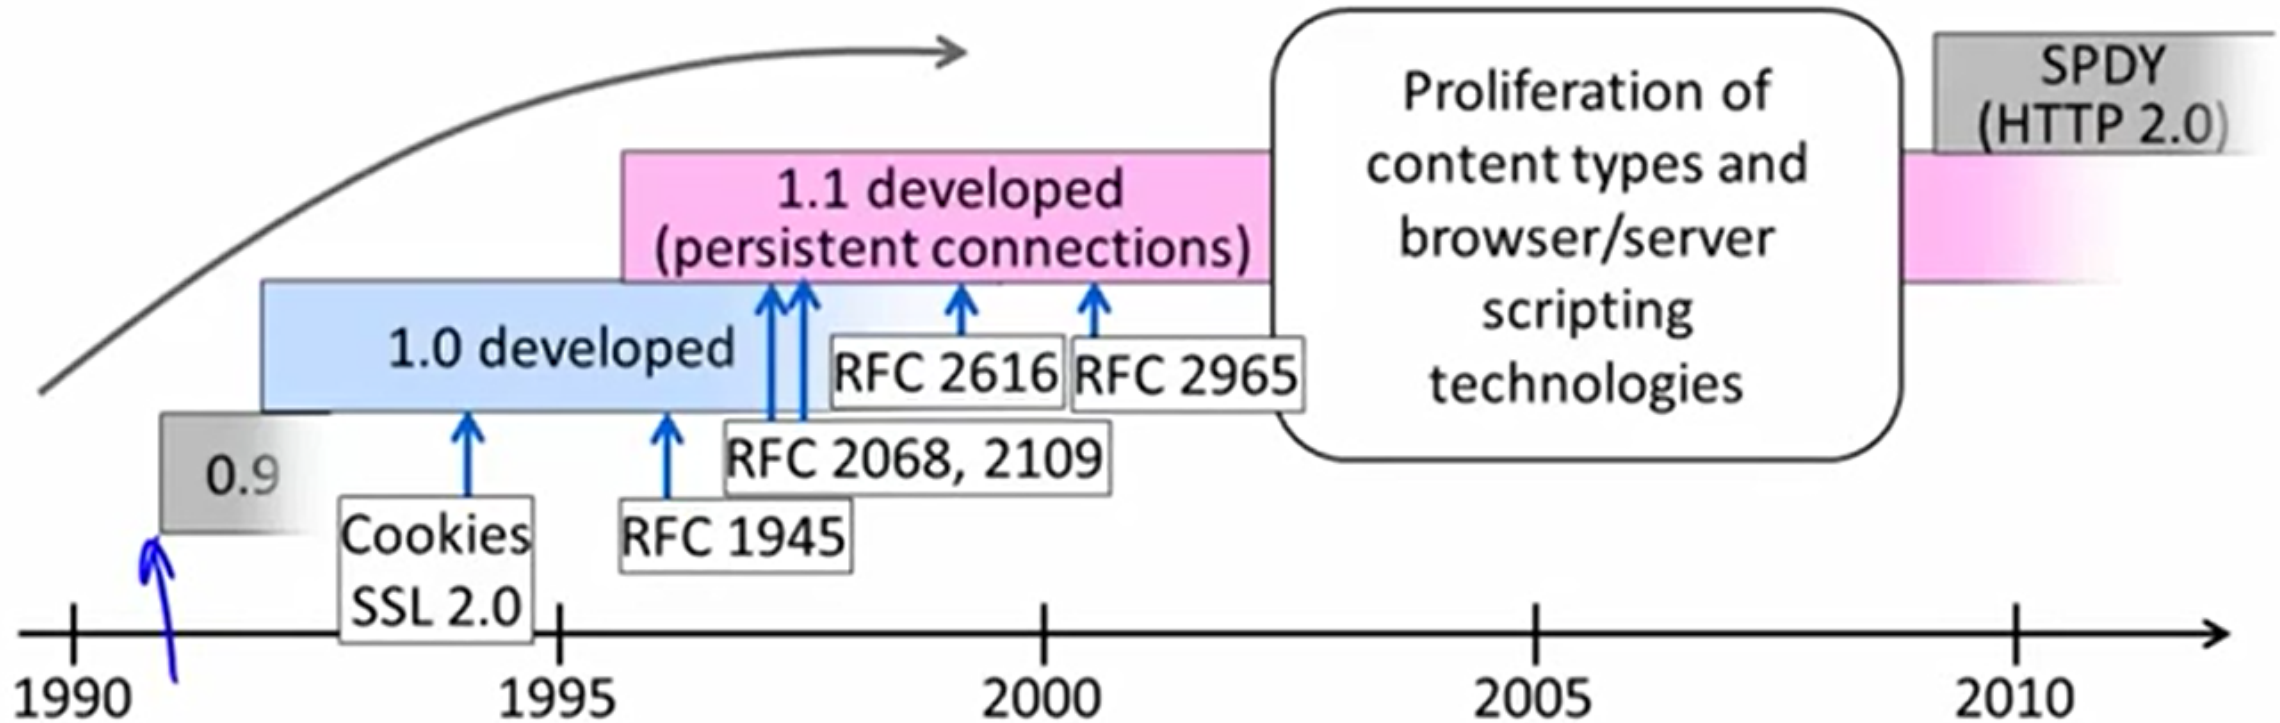 SPDY
(HTTP 2.0)
Proliferation of
content types and
browser/server
scripting
technologies
1.1 developed
(persistent connections)
1.0 developed
RFC 2616
RFC 2965
0.9
RFC 2068, 2109
Cookies
SSL 2.0
RFC 1945
1990
1995
2000
2005
2010